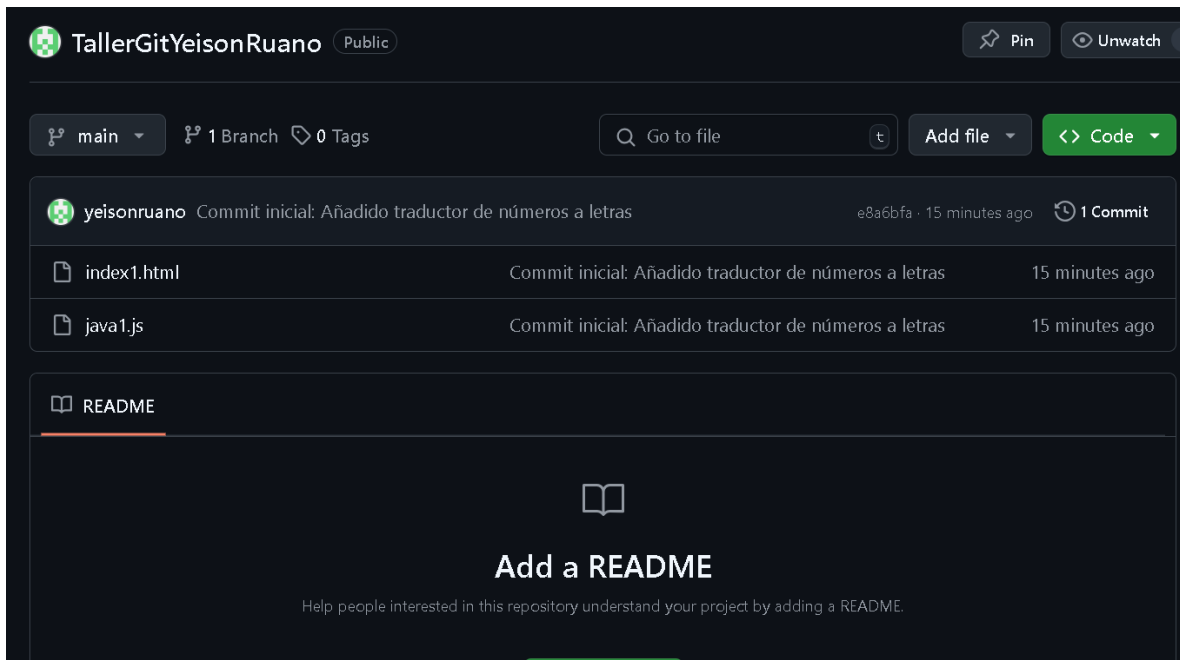 TallerGitYeisonRuano Public Pin Unwatch
main 1 Branch 0 Tags Go to file t Add file Code
yeisonruano Commit inicial: Añadido traductor de números a letras e8a6bfa · 15 minutes ago 1 Commit
index1.html Commit inicial: Añadido traductor de números a letras 15 minutes ago
java1.js Commit inicial: Añadido traductor de números a letras 15 minutes ago
README
Add a README
Help people interested in this repository understand your project by adding a README.